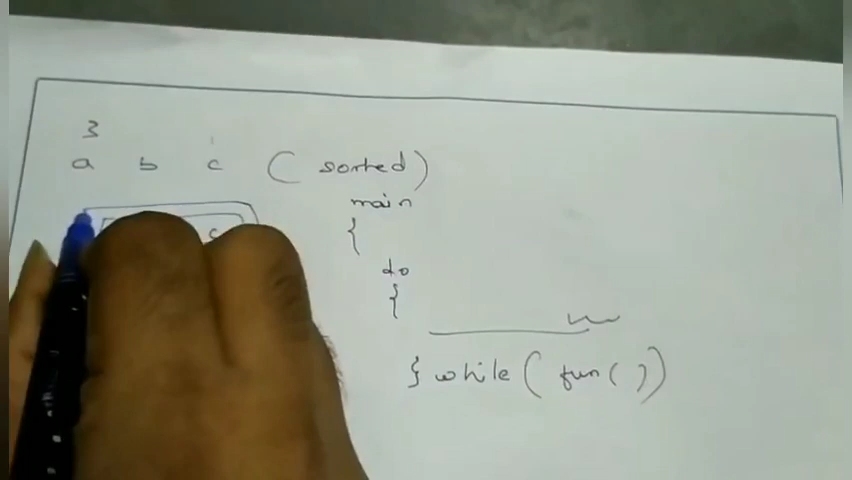 3
a b c ( sorted )
main
{
c
do
{
} while ( fun ( ) )